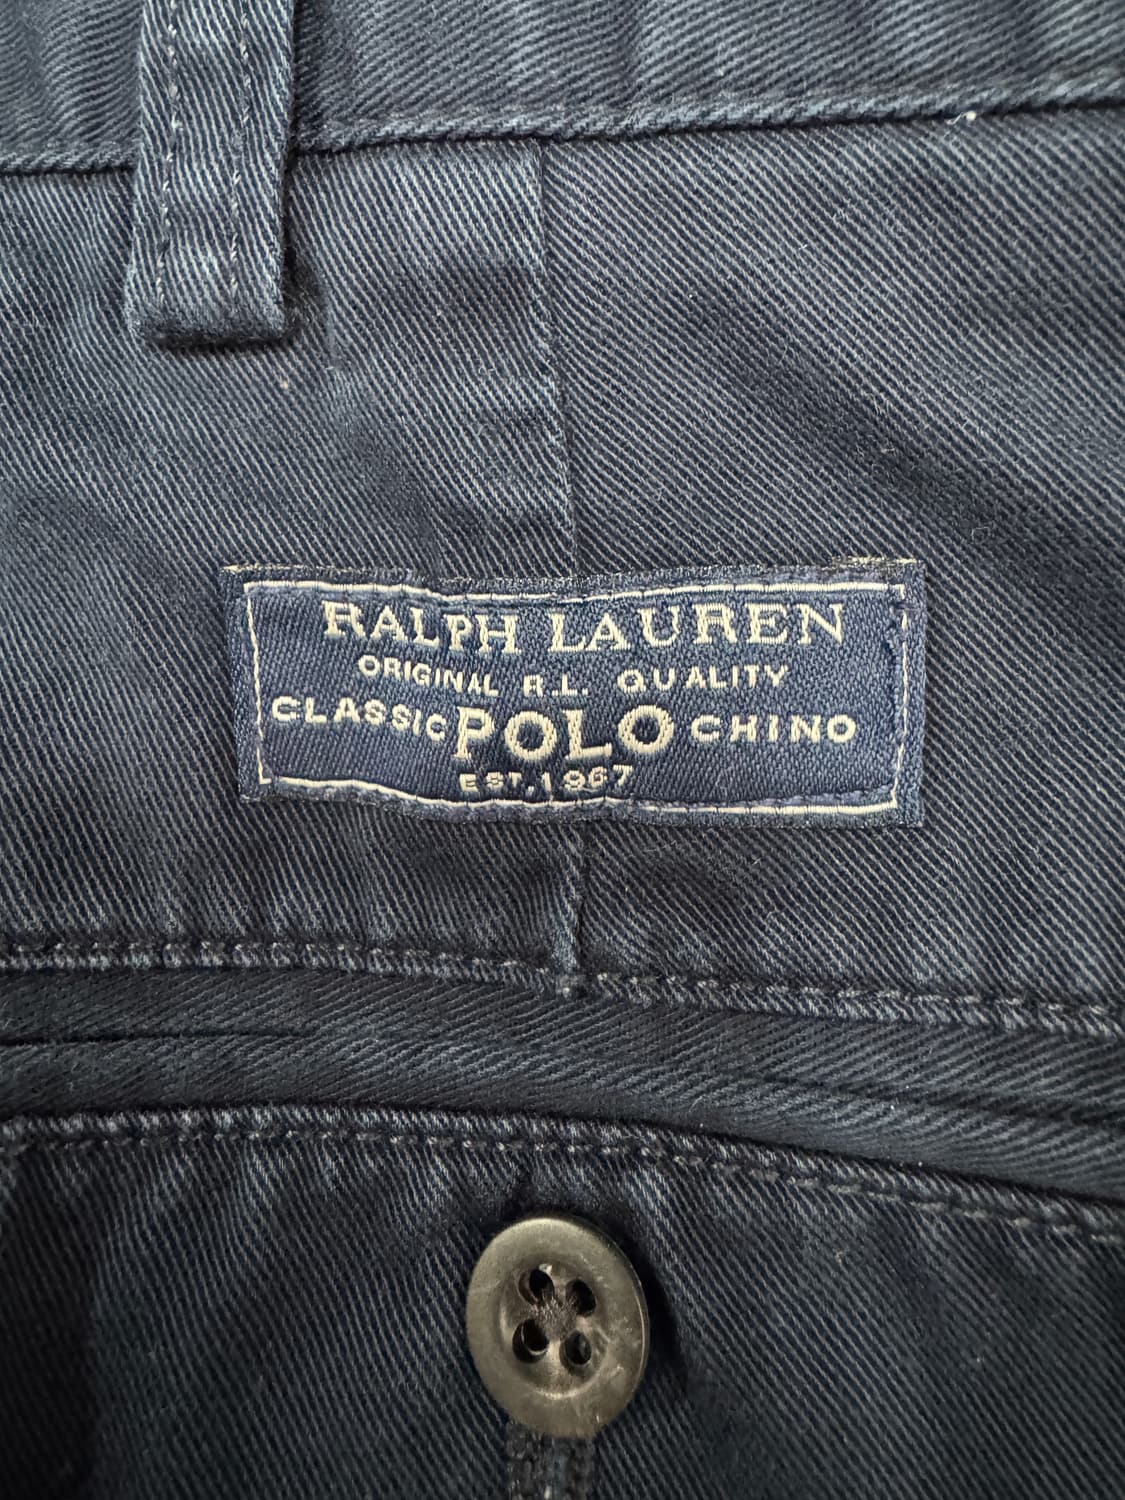 RALPH LAUREN
ORIGINAL R.L. QUALITY
CLASSIC POLO CHINO
EST. 1967